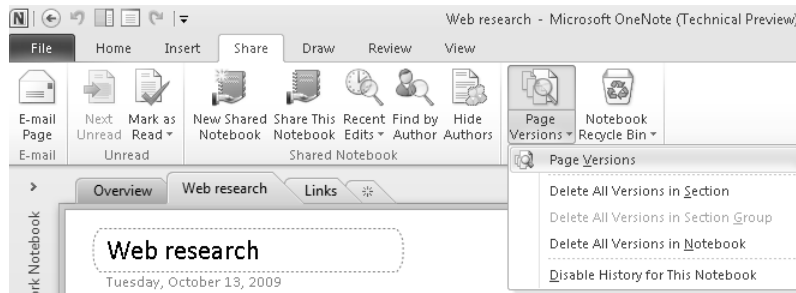 Web research - Microsoft OneNote (Technical Preview)
File Home Insert Share Draw Review View
E-mail Page
Next Unread
Mark as Read
New Shared Notebook
Share This Notebook
Recent Edits
Find by Author
Hide Authors
Page Versions
Notebook Recycle Bin
E-mail Unread Shared Notebook
Page Versions
Delete All Versions in Section
Delete All Versions in Section Group
Delete All Versions in Notebook
Disable History for This Notebook
Overview Web research Links
Web research
Tuesday, October 13, 2009
Notebook